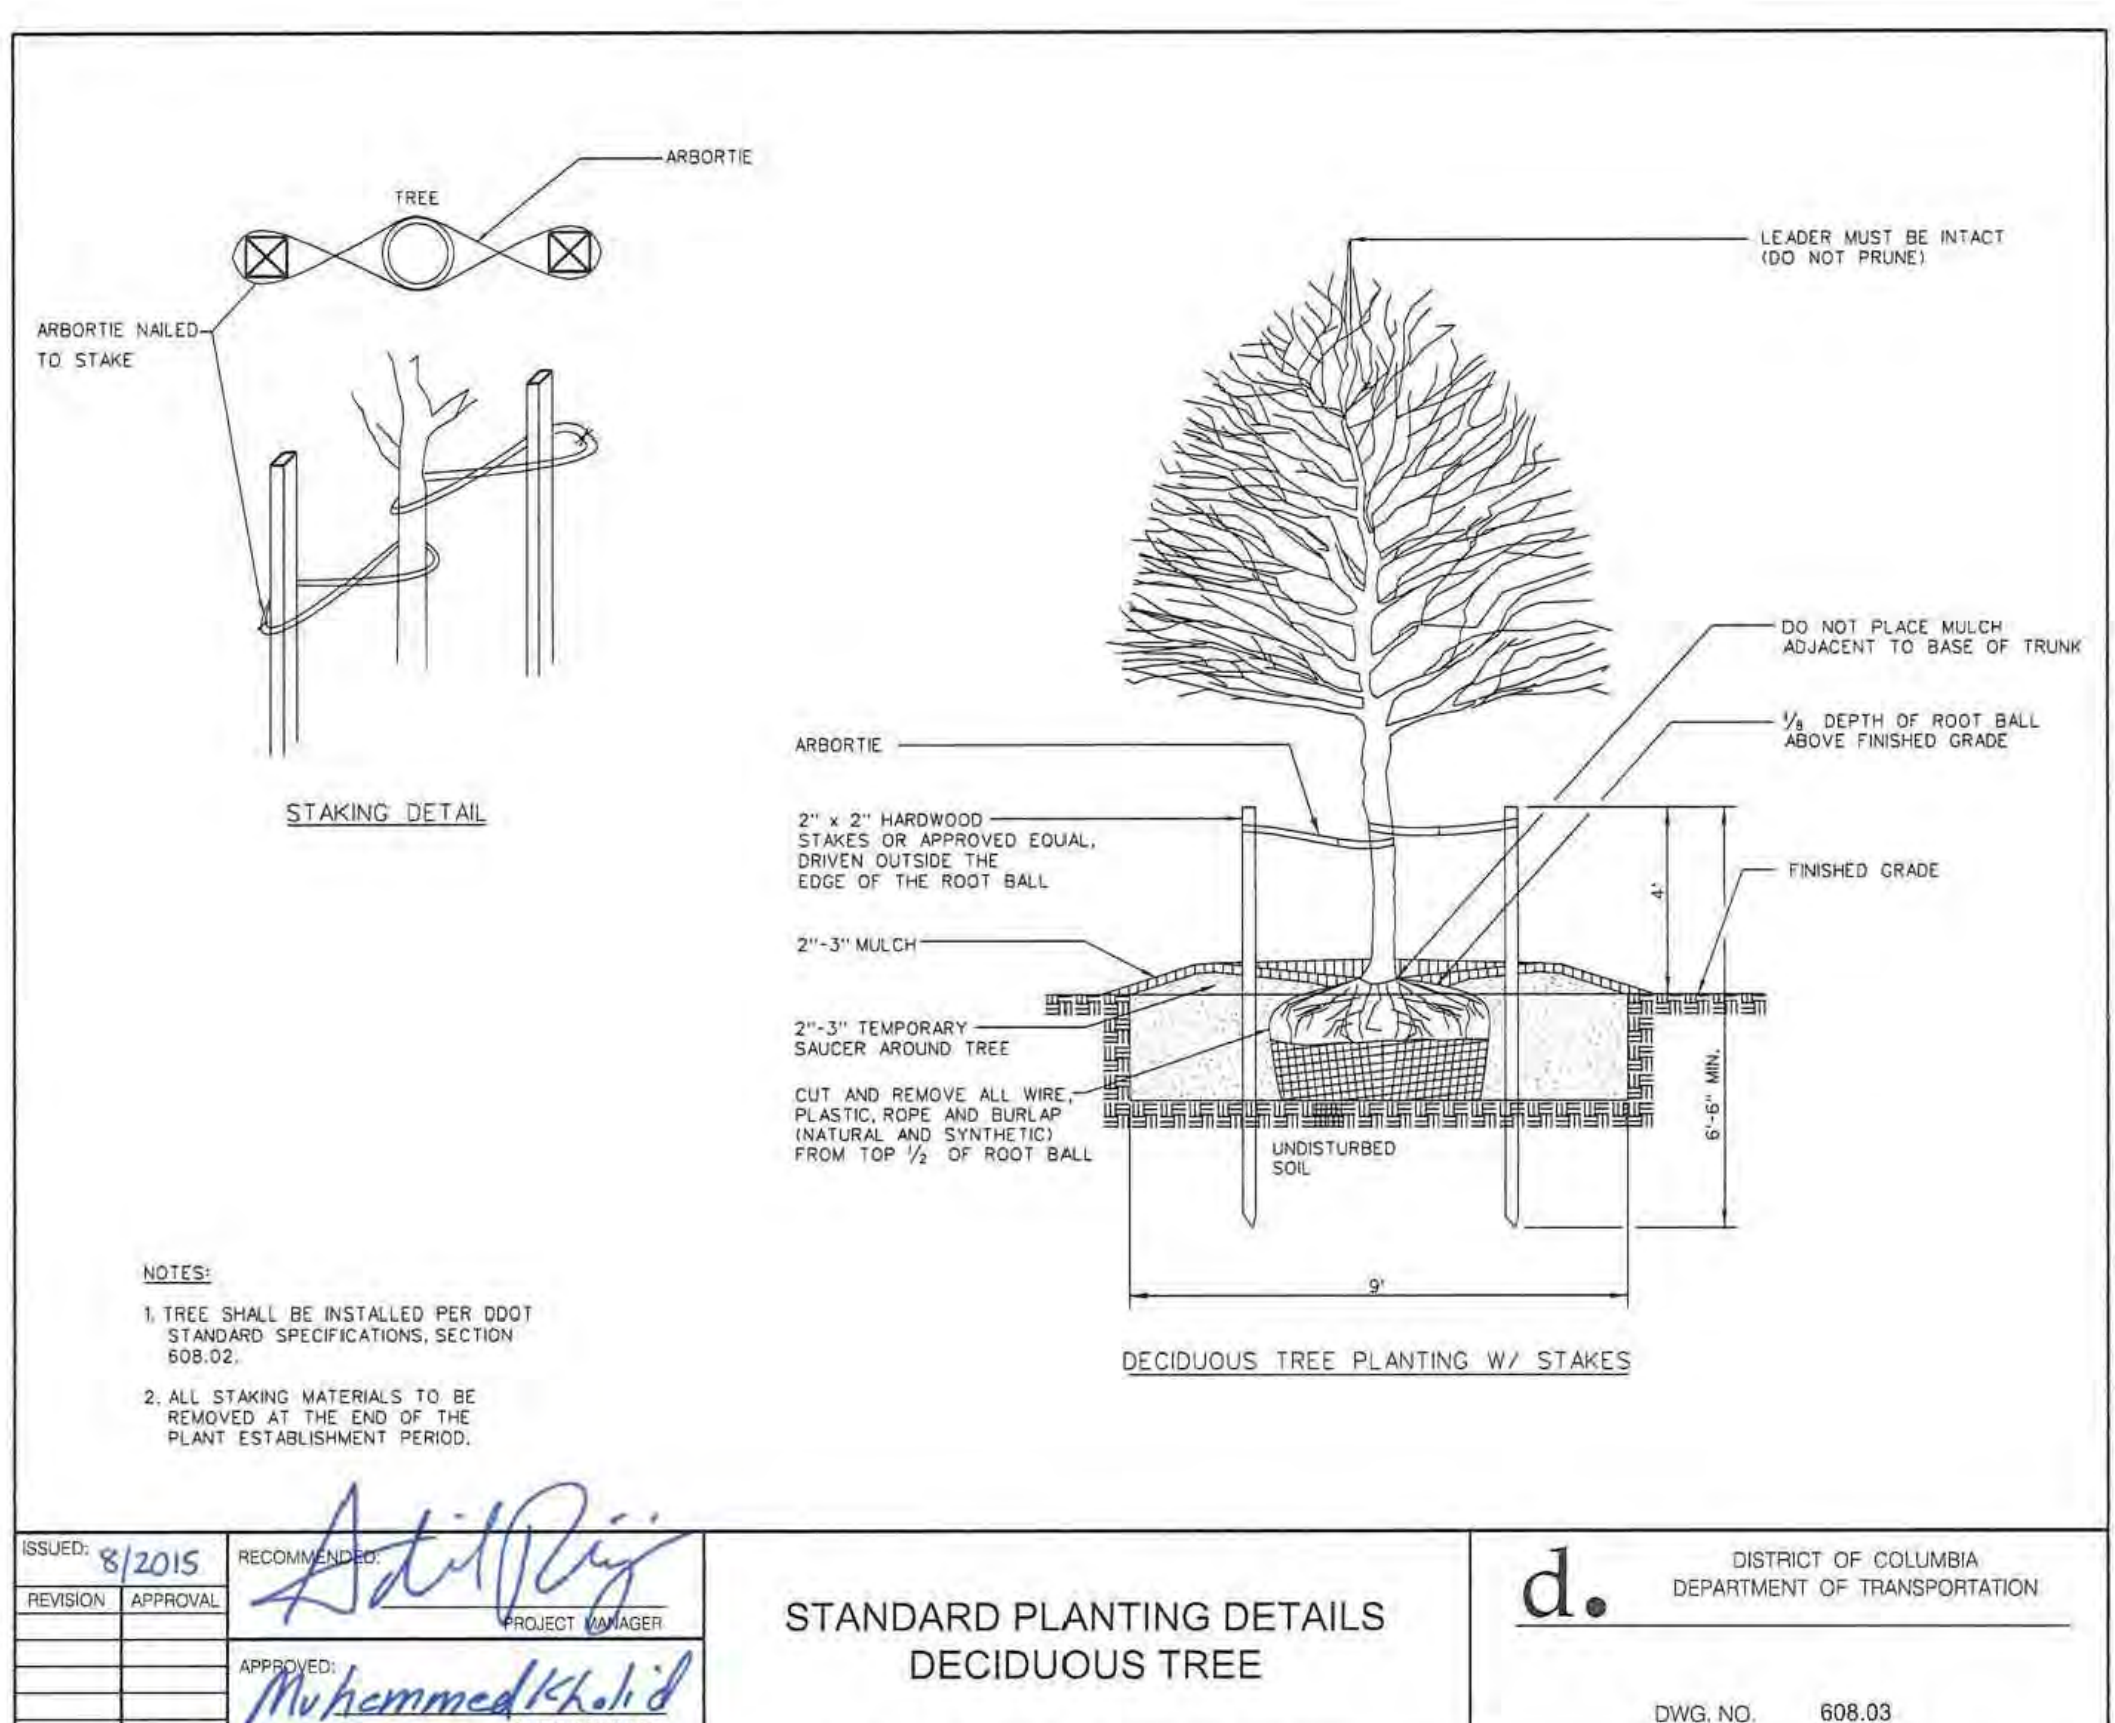 ARBORTIE
TREE
ARBORTIE NAILED
TO STAKE
STAKING DETAIL
LEADER MUST BE INTACT
(DO NOT PRUNE)
DO NOT PLACE MULCH
ADJACENT TO BASE OF TRUNK
1/8 DEPTH OF ROOT BALL
ABOVE FINISHED GRADE
ARBORTIE
2" x 2" HARDWOOD
STAKES OR APPROVED EQUAL,
DRIVEN OUTSIDE THE
EDGE OF THE ROOT BALL
4'
FINISHED GRADE
2"-3" MULCH
2"-3" TEMPORARY
SAUCER AROUND TREE
6'-6" MIN.
CUT AND REMOVE ALL WIRE,
PLASTIC, ROPE AND BURLAP
(NATURAL AND SYNTHETIC)
FROM TOP 1/2 OF ROOT BALL
UNDISTURBED
SOIL
9'
DECIDUOUS TREE PLANTING W/ STAKES
NOTES:
1. TREE SHALL BE INSTALLED PER DDOT
STANDARD SPECIFICATIONS, SECTION
608.02.
2. ALL STAKING MATERIALS TO BE
REMOVED AT THE END OF THE
PLANT ESTABLISHMENT PERIOD.
ISSUED: 8/2015
REVISION APPROVAL
RECOMMENDED:
PROJECT MANAGER
APPROVED:
Muhammed Khalid
STANDARD PLANTING DETAILS
DECIDUOUS TREE
d.
DISTRICT OF COLUMBIA
DEPARTMENT OF TRANSPORTATION
DWG. NO. 608.03